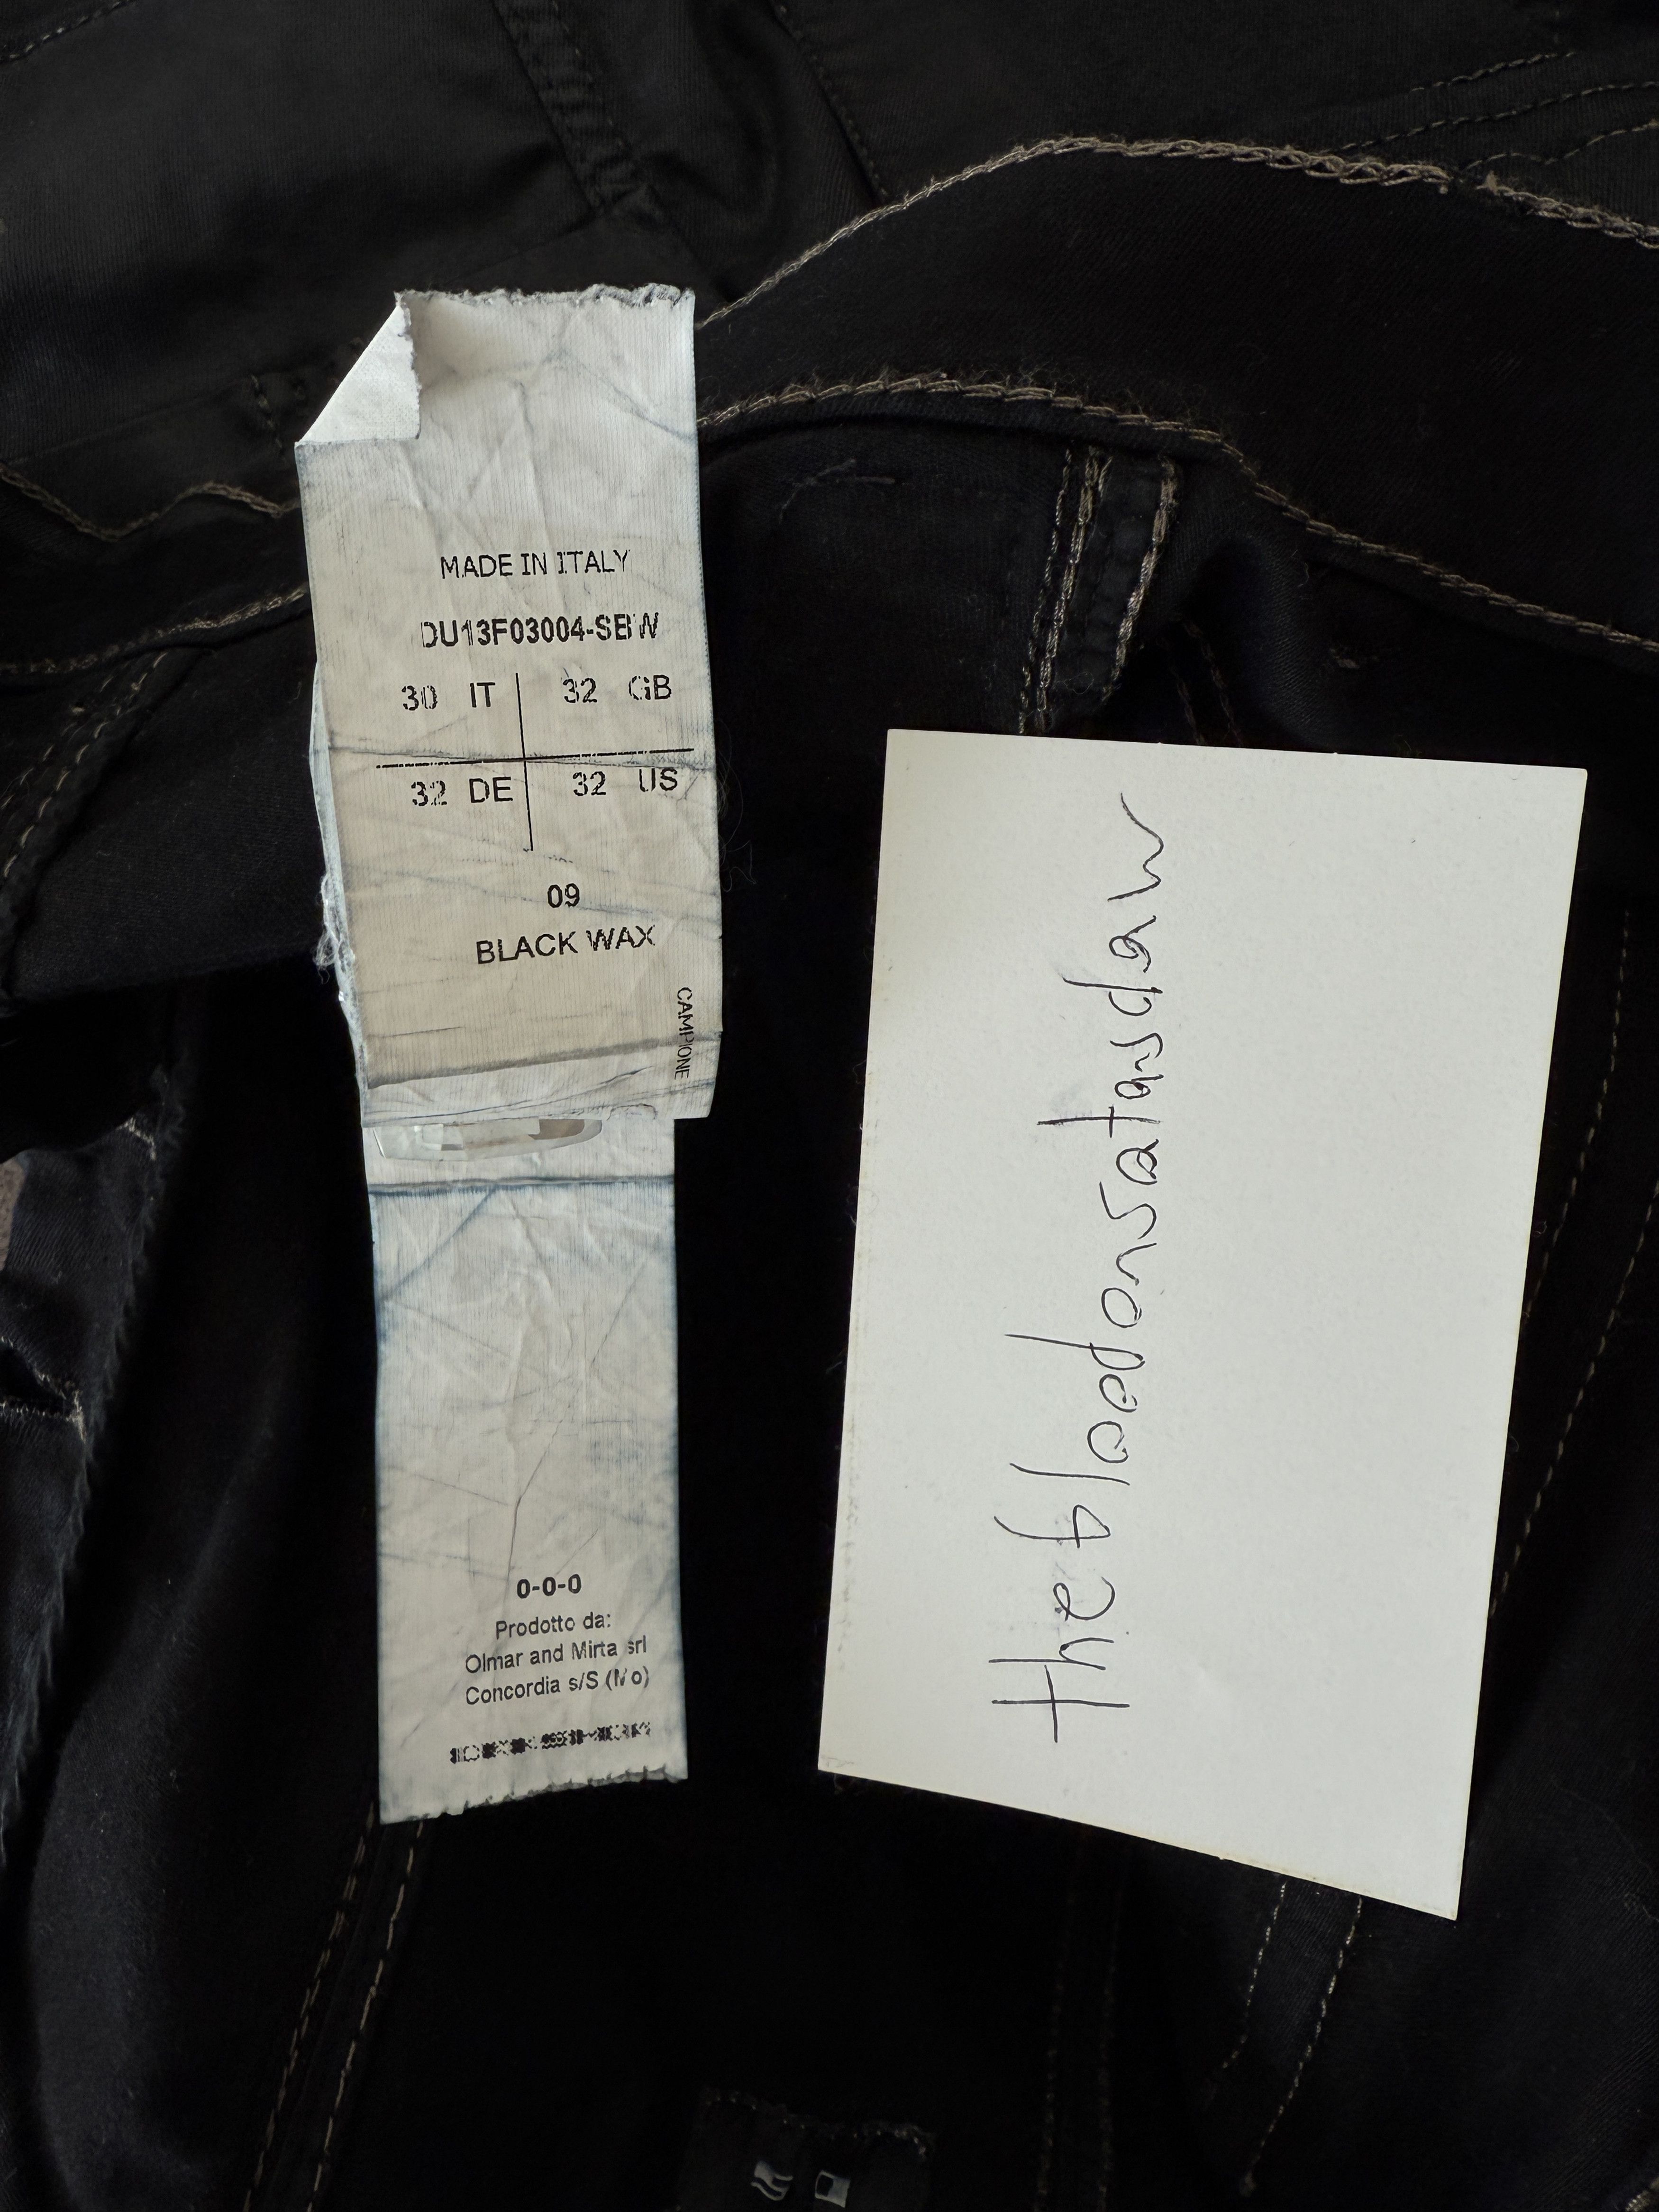 MADE IN ITALY
DU13F03004-SBW
30 IT 32 GB
32 DE 32 US
09
BLACK WAX
CAMPIONE
0-0-0
Prodotto da:
Olmar and Mirta srl
Concordia s/S (Mo)
thebloodonsatansclaw